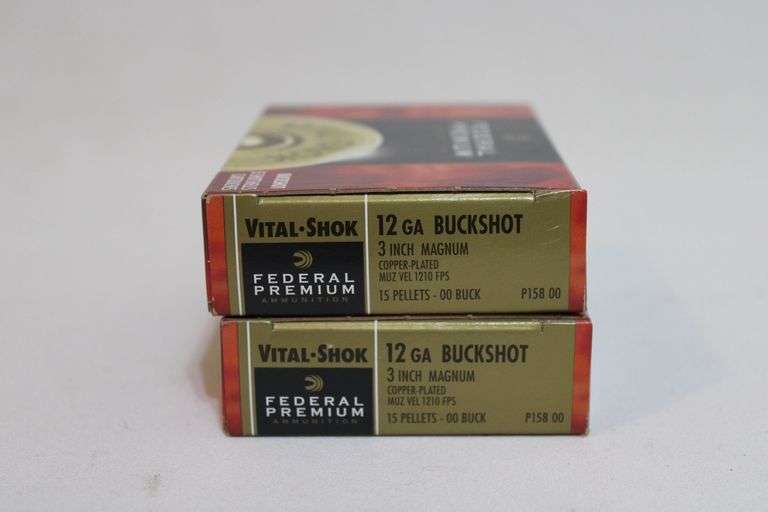 FEDERAL
PREMIUM
VITAL•SHOK
FEDERAL
PREMIUM
AMMUNITION
12 GA BUCKSHOT
3 INCH MAGNUM
COPPER-PLATED
MUZ VEL 1210 FPS
15 PELLETS - 00 BUCK P158 00
VITAL•SHOK
FEDERAL
PREMIUM
AMMUNITION
12 GA BUCKSHOT
3 INCH MAGNUM
COPPER-PLATED
MUZ VEL 1210 FPS
15 PELLETS - 00 BUCK P158 00